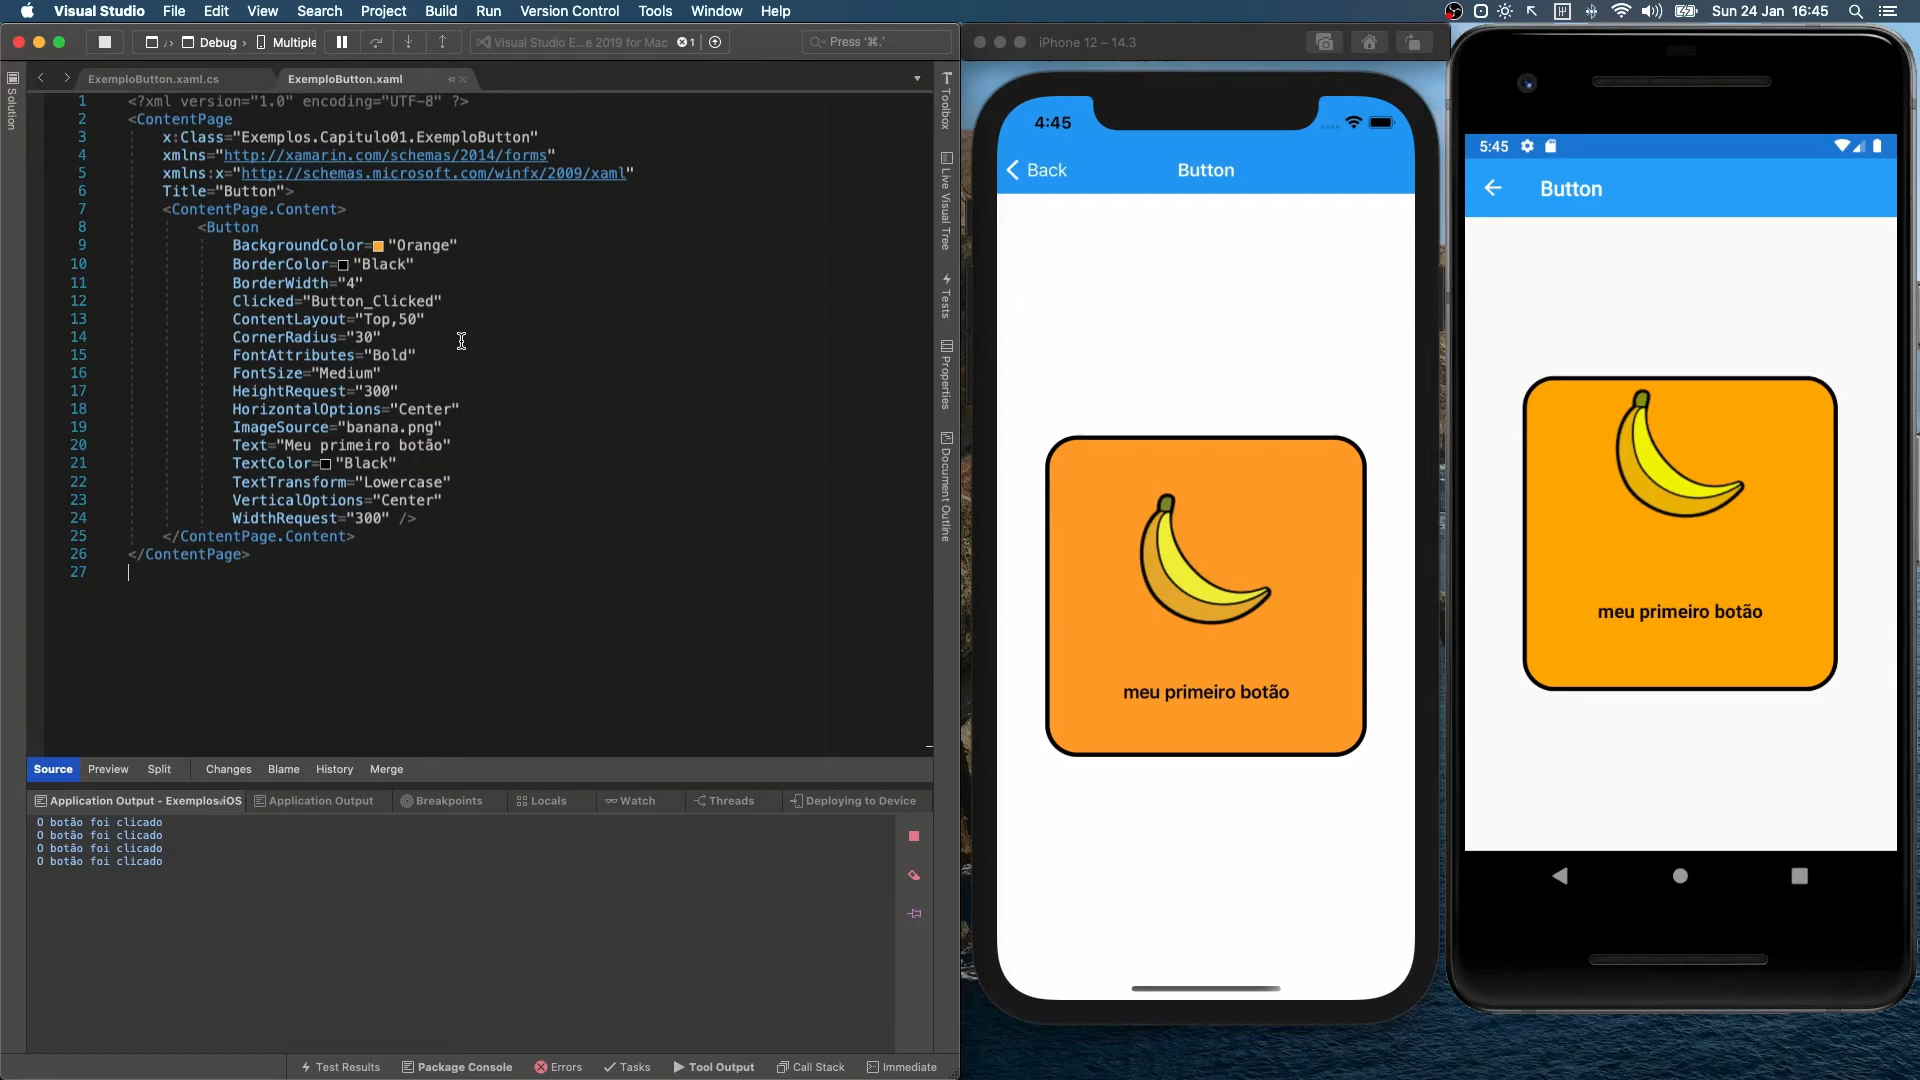 Visual Studio File Edit View Search Project Build Run Version Control Tools Window Help
Sun 24 Jan 16:45
Debug Multiple
Visual Studio E...e 2019 for Mac 1
Press '⌘.'
ExemploButton.xaml.cs
ExemploButton.xaml
Solution
1 <?xml version="1.0" encoding="UTF-8" ?>
2 <ContentPage
3 x:Class="Exemplos.Capitulo01.ExemploButton"
4 xmlns="http://xamarin.com/schemas/2014/forms"
5 xmlns:x="http://schemas.microsoft.com/winfx/2009/xaml"
6 Title="Button">
7 <ContentPage.Content>
8 <Button
9 BackgroundColor="Orange"
10 BorderColor="Black"
11 BorderWidth="4"
12 Clicked="Button_Clicked"
13 ContentLayout="Top,50"
14 CornerRadius="30"
15 FontAttributes="Bold"
16 FontSize="Medium"
17 HeightRequest="300"
18 HorizontalOptions="Center"
19 ImageSource="banana.png"
20 Text="Meu primeiro botão"
21 TextColor="Black"
22 TextTransform="Lowercase"
23 VerticalOptions="Center"
24 WidthRequest="300" />
25 </ContentPage.Content>
26 </ContentPage>
27
Toolbox
Live Visual Tree
Tests
Properties
Document Outline
Source Preview Split Changes Blame History Merge
Application Output - Exemplos.iOS Application Output Breakpoints Locals Watch Threads Deploying to Device
O botão foi clicado
O botão foi clicado
O botão foi clicado
O botão foi clicado
Test Results Package Console Errors Tasks Tool Output Call Stack Immediate
iPhone 12 – 14.3
4:45
Back
Button
meu primeiro botão
5:45
Button
meu primeiro botão